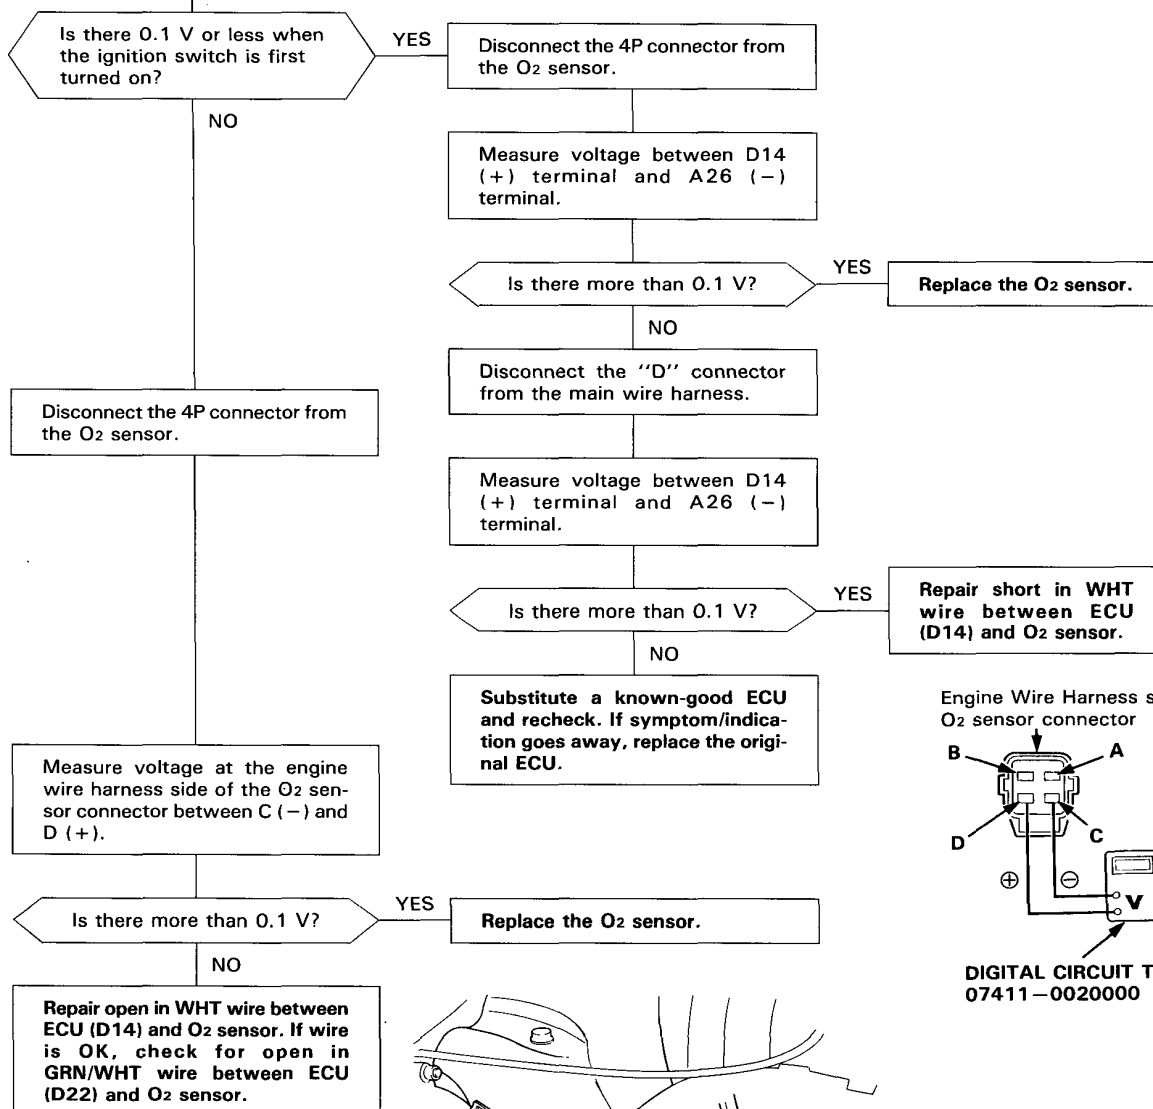 Is there 0.1 V or less when
the ignition switch is first
turned on?
YES
Disconnect the 4P connector from
the O2 sensor.
NO
Measure voltage between D14
(+) terminal and A26 (−)
terminal.
Is there more than 0.1 V?
YES
Replace the O2 sensor.
NO
Disconnect the "D" connector
from the main wire harness.
Disconnect the 4P connector from
the O2 sensor.
Measure voltage between D14
(+) terminal and A26 (−)
terminal.
Is there more than 0.1 V?
YES
Repair short in WHT
wire between ECU
(D14) and O2 sensor.
NO
Substitute a known-good ECU
and recheck. If symptom/indica-
tion goes away, replace the origi-
nal ECU.
Engine Wire Harness s
O2 sensor connector
B
A
D
C
⊕
⊖
V
DIGITAL CIRCUIT T
07411−0020000
Measure voltage at the engine
wire harness side of the O2 sen-
sor connector between C (−) and
D (+).
Is there more than 0.1 V?
YES
Replace the O2 sensor.
NO
Repair open in WHT wire between
ECU (D14) and O2 sensor. If wire
is OK, check for open in
GRN/WHT wire between ECU
(D22) and O2 sensor.